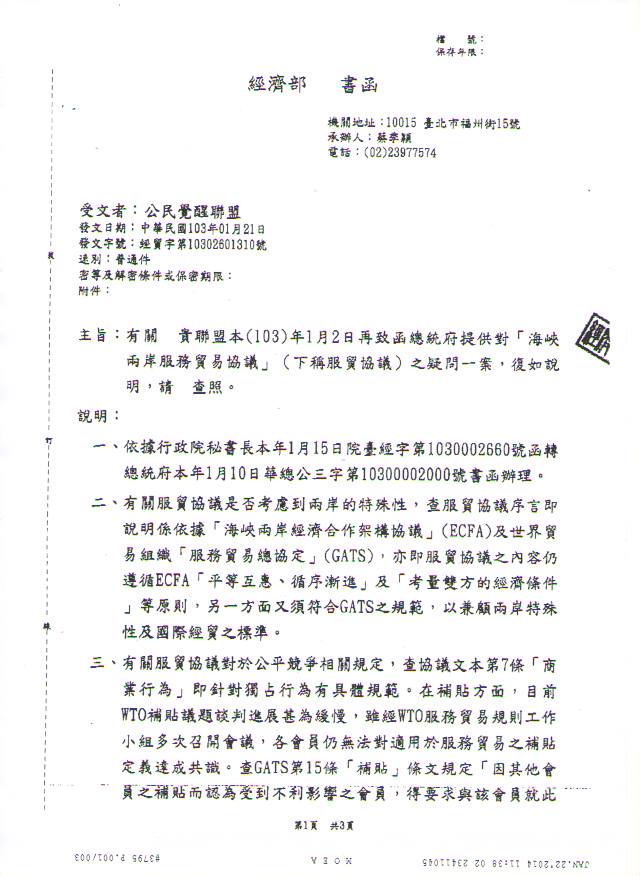 檔　　號：
保存年限：
經濟部　書函
機關地址：10015 臺北市福州街15號
承辦人：蔡季穎
電話：(02)23977574
受文者：公民覺醒聯盟
發文日期：中華民國103年01月21日
發文字號：經貿字第10302601310號
速別：普通件
密等及解密條件或保密期限：
附件：
主旨：有關　貴聯盟本(103)年1月2日再致函總統府提供對「海峽
兩岸服務貿易協議」（下稱服貿協議）之疑問一案，復如說
明，請　查照。
說明：
一、依據行政院秘書長本年1月15日院臺經字第1030002660號函轉
總統府本年1月10日華總公三字第10300002000號書函辦理。
二、有關服貿協議是否考慮到兩岸的特殊性，查服貿協議序言即
說明係依據「海峽兩岸經濟合作架構協議」(ECFA)及世界貿
易組織「服務貿易總協定」(GATS)，亦即服貿協議之內容仍
遵循ECFA「平等互惠、循序漸進」及「考量雙方的經濟條件
」等原則，另一方面又須符合GATS之規範，以兼顧兩岸特殊
性及國際經貿之標準。
三、有關服貿協議對於公平競爭相關規定，查協議文本第7條「商
業行為」即針對獨占行為有具體規範。在補貼方面，目前
WTO補貼議題談判進展甚為緩慢，雖經WTO服務貿易規則工作
小組多次召開會議，各會員仍無法對適用於服務貿易之補貼
定義達成共識。查GATS第15條「補貼」條文規定「因其他會
員之補貼而認為受到不利影響之會員，得要求與該會員就此
裝
訂
線
第1頁　共3頁
JAN.22'2014 11:38 02 23411045
MOEA
#3795 P.001/003